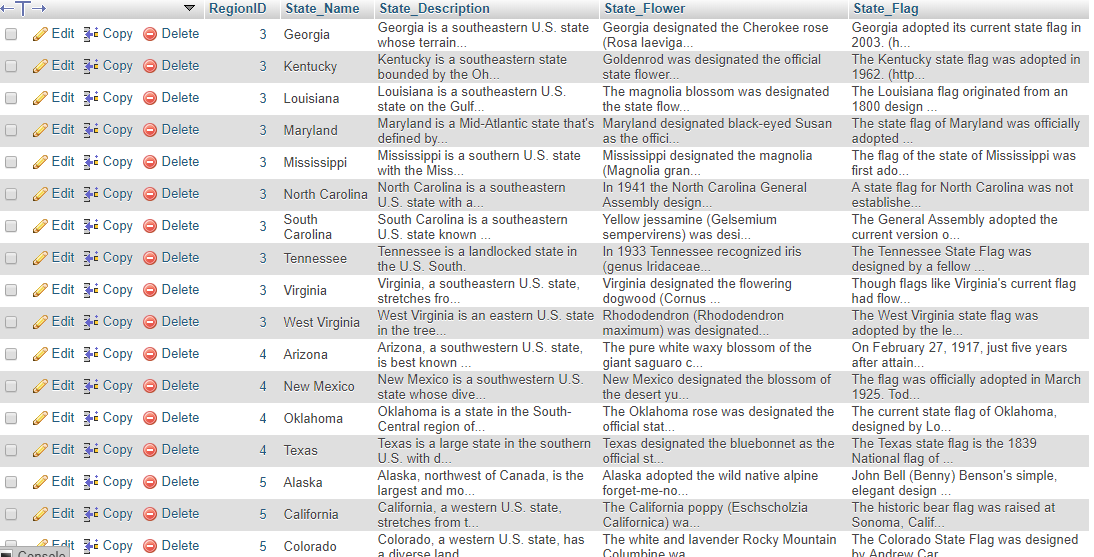 RegionID State_Name State_Description State_Flower State_Flag
Edit Copy Delete 3 Georgia Georgia is a southeastern U.S. state whose terrain... Georgia designated the Cherokee rose (Rosa laeviga... Georgia adopted its current state flag in 2003. (h...
Edit Copy Delete 3 Kentucky Kentucky is a southeastern state bounded by the Oh... Goldenrod was designated the official state flower... The Kentucky state flag was adopted in 1962. (http...
Edit Copy Delete 3 Louisiana Louisiana is a southeastern U.S. state on the Gulf... The magnolia blossom was designated the state flow... The Louisiana flag originated from an 1800 design ...
Edit Copy Delete 3 Maryland Maryland is a Mid-Atlantic state that's defined by... Maryland designated black-eyed Susan as the offici... The state flag of Maryland was officially adopted ...
Edit Copy Delete 3 Mississippi Mississippi is a southern U.S. state with the Miss... Mississippi designated the magnolia (Magnolia gran... The flag of the state of Mississippi was first ado...
Edit Copy Delete 3 North Carolina North Carolina is a southeastern U.S. state with a... In 1941 the North Carolina General Assembly design... A state flag for North Carolina was not establishe...
Edit Copy Delete 3 South Carolina South Carolina is a southeastern U.S. state known ... Yellow jessamine (Gelsemium sempervirens) was desi... The General Assembly adopted the current version o...
Edit Copy Delete 3 Tennessee Tennessee is a landlocked state in the U.S. South. In 1933 Tennessee recognized iris (genus Iridaceae... The Tennessee State Flag was designed by a fellow ...
Edit Copy Delete 3 Virginia Virginia, a southeastern U.S. state, stretches fro... Virginia designated the flowering dogwood (Cornus ... Though flags like Virginia's current flag had flow...
Edit Copy Delete 3 West Virginia West Virginia is an eastern U.S. state in the tree... Rhododendron (Rhododendron maximum) was designated... The West Virginia state flag was adopted by the le...
Edit Copy Delete 4 Arizona Arizona, a southwestern U.S. state, is best known ... The pure white waxy blossom of the giant saguaro c... On February 27, 1917, just five years after attain...
Edit Copy Delete 4 New Mexico New Mexico is a southwestern U.S. state whose dive... New Mexico designated the blossom of the desert yu... The flag was officially adopted in March 1925. Tod...
Edit Copy Delete 4 Oklahoma Oklahoma is a state in the South-Central region of... The Oklahoma rose was designated the official stat... The current state flag of Oklahoma, designed by Lo...
Edit Copy Delete 4 Texas Texas is a large state in the southern U.S. with d... Texas designated the bluebonnet as the official st... The Texas state flag is the 1839 National flag of ...
Edit Copy Delete 5 Alaska Alaska, northwest of Canada, is the largest and mo... Alaska adopted the wild native alpine forget-me-no... John Bell (Benny) Benson's simple, elegant design ...
Edit Copy Delete 5 California California, a western U.S. state, stretches from t... The California poppy (Eschscholzia Californica) wa... The historic bear flag was raised at Sonoma, Calif...
Edit Copy Delete 5 Colorado Colorado, a western U.S. state, has a diverse land... The white and lavender Rocky Mountain Columbine wa... The Colorado State Flag was designed by Andrew Car...
Console